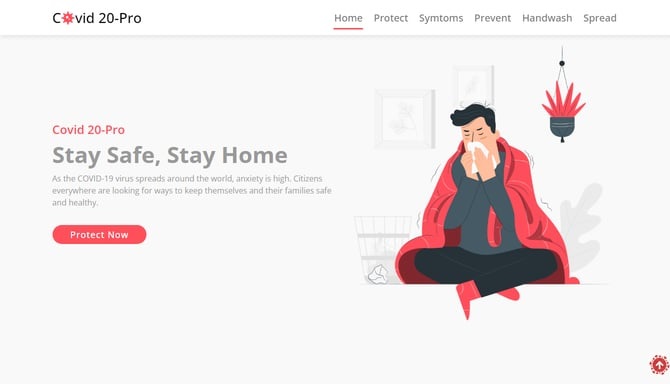 Covid 20-Pro
Home Protect Symtoms Prevent Handwash Spread
Covid 20-Pro
Stay Safe, Stay Home
As the COVID-19 virus spreads around the world, anxiety is high. Citizens
everywhere are looking for ways to keep themselves and their families safe
and healthy.
Protect Now